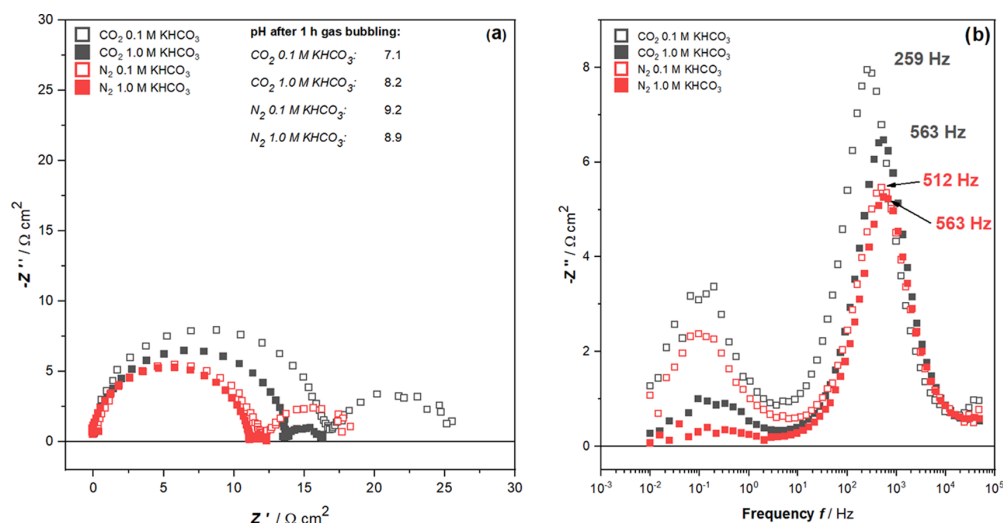 (a)
CO₂ 0.1 M KHCO₃
CO₂ 1.0 M KHCO₃
N₂ 0.1 M KHCO₃
N₂ 1.0 M KHCO₃
pH after 1 h gas bubbling:
CO₂ 0.1 M KHCO₃: 7.1
CO₂ 1.0 M KHCO₃: 8.2
N₂ 0.1 M KHCO₃: 9.2
N₂ 1.0 M KHCO₃: 8.9
30
25
20
15
10
5
0
-Z'' / Ω cm²
0 5 10 15 20 25 30
Z' / Ω cm²
(b)
CO₂ 0.1 M KHCO₃
CO₂ 1.0 M KHCO₃
N₂ 0.1 M KHCO₃
N₂ 1.0 M KHCO₃
259 Hz
563 Hz
512 Hz
563 Hz
8
6
4
2
0
-Z'' / Ω cm²
10⁻³ 10⁻² 10⁻¹ 10⁰ 10¹ 10² 10³ 10⁴ 10⁵
Frequency f / Hz